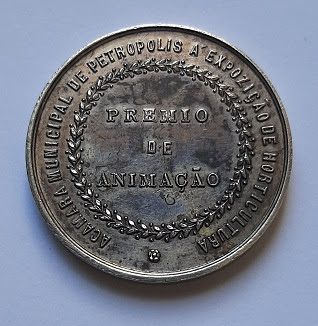 A CAMARA MUNICIPAL DE PETROPOLIS A' EXPOZIÇÃO DE HORTICULTURA
PREMIO
DE
ANIMAÇÃO